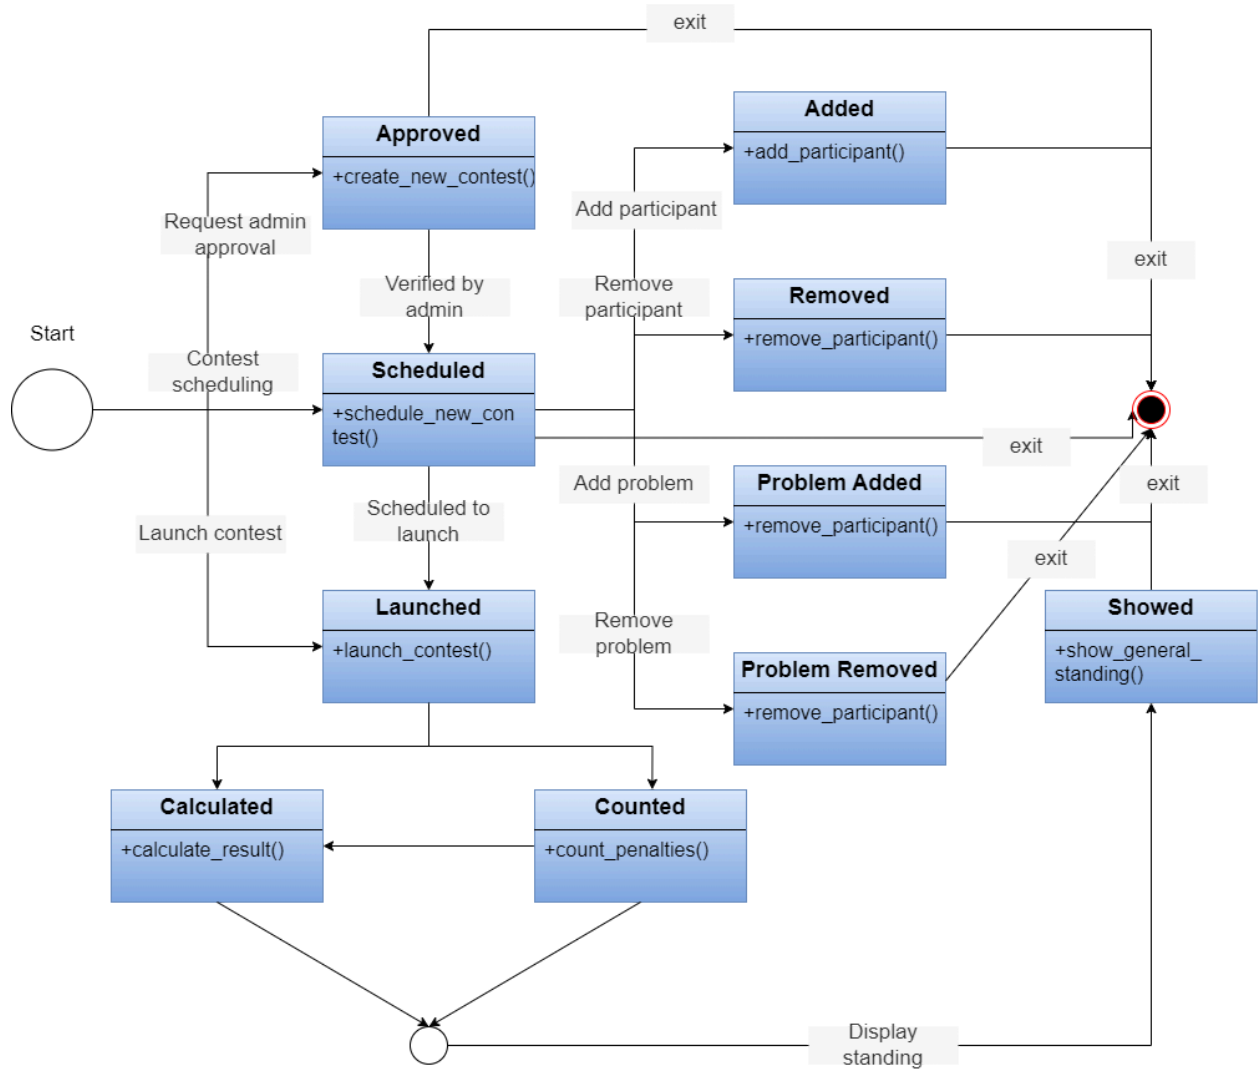 exit
Approved
+create_new_contest()
Added
+add_participant()
Request admin
approval
Add participant
exit
Verified by
admin
Remove
participant
Removed
+remove_participant()
Start
Contest
scheduling
Scheduled
+schedule_new_con
test()
exit
Add problem
Problem Added
+remove_participant()
exit
Launch contest
Scheduled to
launch
exit
Launched
+launch_contest()
Remove
problem
Problem Removed
+remove_participant()
Showed
+show_general_
standing()
Calculated
+calculate_result()
Counted
+count_penalties()
Display
standing